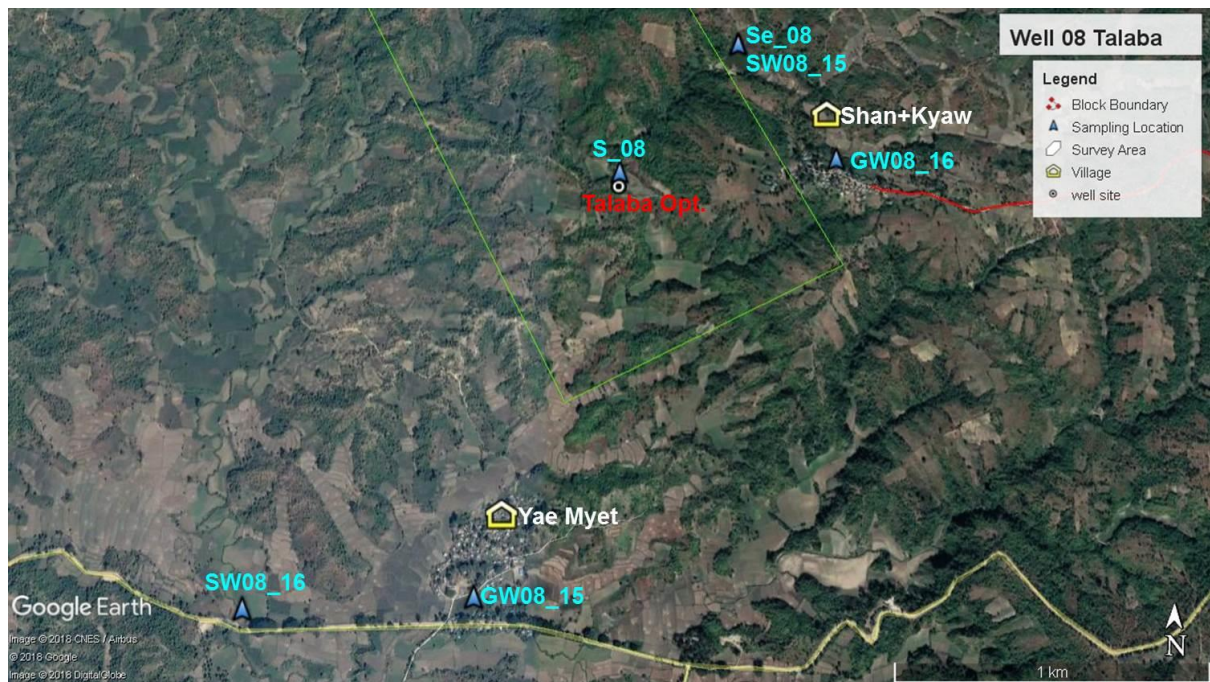 Se_08
SW08_15
Well 08 Talaba
Legend
Block Boundary
Sampling Location
Survey Area
Village
well site
Shan+Kyaw
S_08
GW08_16
Talaba Opt.
Yae Myet
SW08_16
GW08_15
Google Earth
Image © 2018 CNES / Airbus
© 2018 Google
Image © 2018 DigitalGlobe
N
1 km